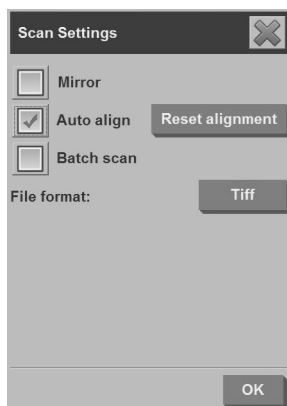 Scan Settings
Mirror
Auto align Reset alignment
Batch scan
File format: Tiff
OK